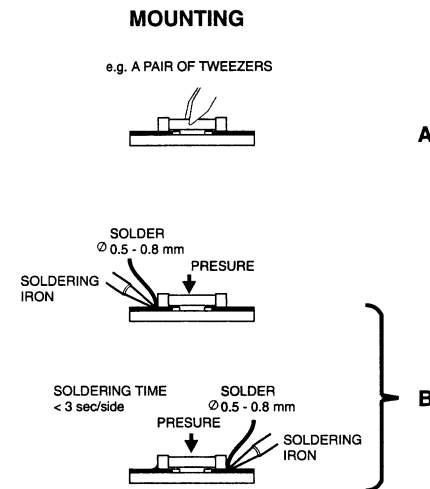 MOUNTING
e.g. A PAIR OF TWEEZERS
A
SOLDER
∅ 0.5 - 0.8 mm
PRESURE
SOLDERING
IRON
B
SOLDERING TIME
< 3 sec/side
SOLDER
∅ 0.5 - 0.8 mm
PRESURE
SOLDERING
IRON